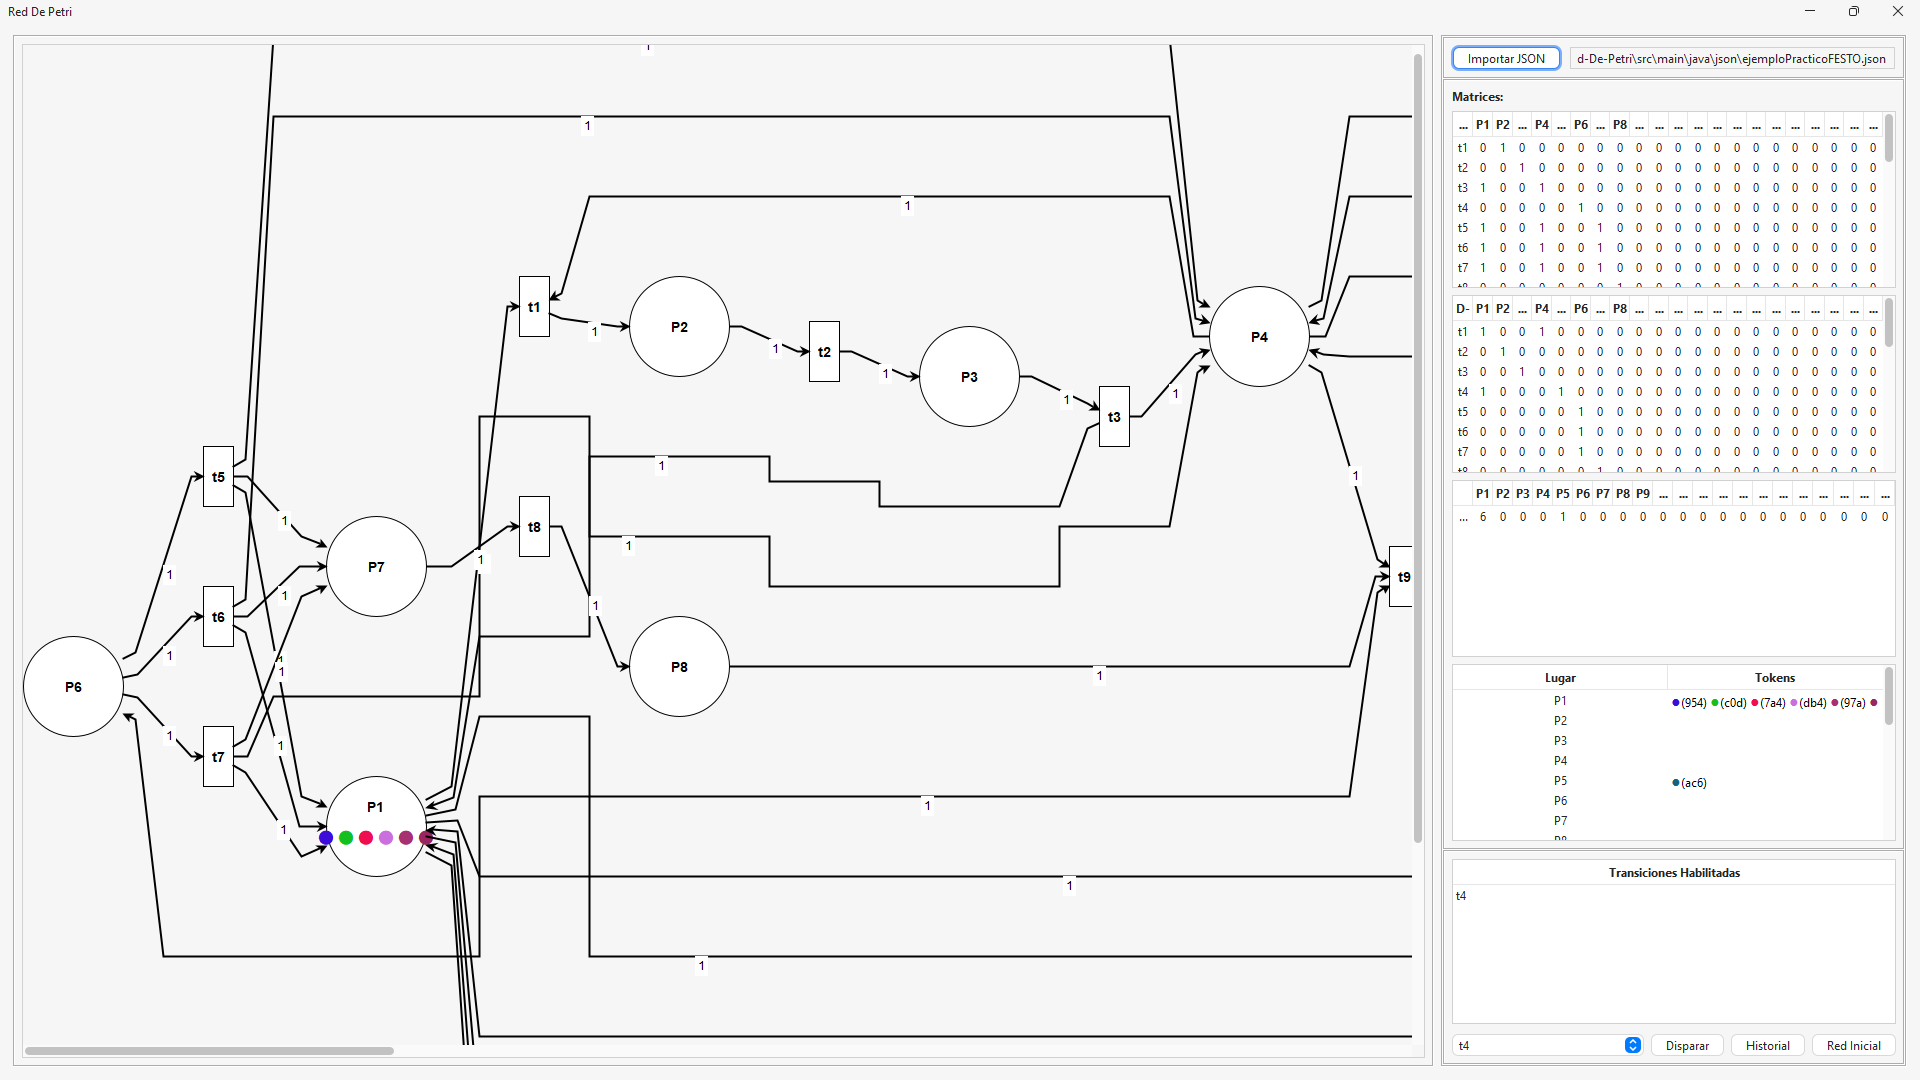 Red De Petri
Importar JSON
d-De-Petri\src\main\java\json\ejemploPracticoFESTO.json
Matrices:
... P1 P2 ... P4 ... P6 ... P8 ... ... ... ... ... ... ... ... ... ... ... ... ...
t1 0 1 0 0 0 0 0 0 0 0 0 0 0 0 0 0 0 0 0 0 0
t2 0 0 1 0 0 0 0 0 0 0 0 0 0 0 0 0 0 0 0 0 0
t3 1 0 0 1 0 0 0 0 0 0 0 0 0 0 0 0 0 0 0 0 0
t4 0 0 0 0 0 1 0 0 0 0 0 0 0 0 0 0 0 0 0 0 0
t5 1 0 0 1 0 0 1 0 0 0 0 0 0 0 0 0 0 0 0 0 0
t6 1 0 0 1 0 0 1 0 0 0 0 0 0 0 0 0 0 0 0 0 0
t7 1 0 0 1 0 0 1 0 0 0 0 0 0 0 0 0 0 0 0 0 0
D- P1 P2 ... P4 ... P6 ... P8 ... ... ... ... ... ... ... ... ... ... ... ... ...
t1 1 0 0 1 0 0 0 0 0 0 0 0 0 0 0 0 0 0 0 0 0
t2 0 1 0 0 0 0 0 0 0 0 0 0 0 0 0 0 0 0 0 0 0
t3 0 0 1 0 0 0 0 0 0 0 0 0 0 0 0 0 0 0 0 0 0
t4 1 0 0 0 1 0 0 0 0 0 0 0 0 0 0 0 0 0 0 0 0
t5 0 0 0 0 0 1 0 0 0 0 0 0 0 0 0 0 0 0 0 0 0
t6 0 0 0 0 0 1 0 0 0 0 0 0 0 0 0 0 0 0 0 0 0
t7 0 0 0 0 0 1 0 0 0 0 0 0 0 0 0 0 0 0 0 0 0
P1 P2 P3 P4 P5 P6 P7 P8 P9 ... ... ... ... ... ... ... ... ... ... ... ...
... 6 0 0 0 1 0 0 0 0 0 0 0 0 0 0 0 0 0 0 0 0
Lugar Tokens
P1 (954) (c0d) (7a4) (db4) (97a)
P2
P3
P4
P5 (ac6)
P6
P7
Transiciones Habilitadas
t4
t4
Disparar
Historial
Red Inicial
1
1
1
t1
1
P2
1
t2
1
P3
1
t3
1
P4
1
1
t5
1
P7
t8
1
1
t9
1
t6
1
1
1
1
P6
1
1
1
P8
1
1
t7
1
P1
1
1
1
1